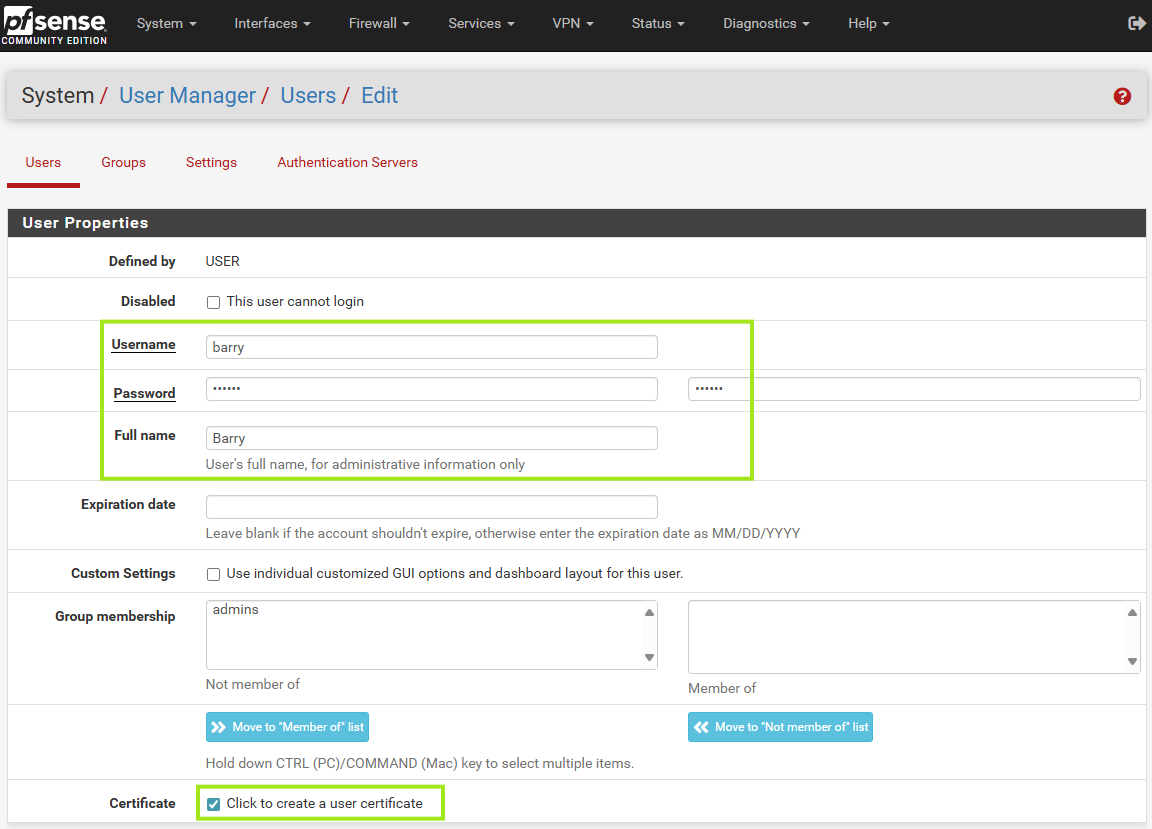 pfsense
COMMUNITY EDITION
System Interfaces Firewall Services VPN Status Diagnostics Help
System / User Manager / Users / Edit
?
Users Groups Settings Authentication Servers
User Properties
Defined by USER
Disabled This user cannot login
Username barry
Password •••••• ••••••
Full name Barry
User's full name, for administrative information only
Expiration date
Leave blank if the account shouldn't expire, otherwise enter the expiration date as MM/DD/YYYY
Custom Settings Use individual customized GUI options and dashboard layout for this user.
Group membership admins
Not member of Member of
Move to "Member of" list Move to "Not member of" list
Hold down CTRL (PC)/COMMAND (Mac) key to select multiple items.
Certificate Click to create a user certificate